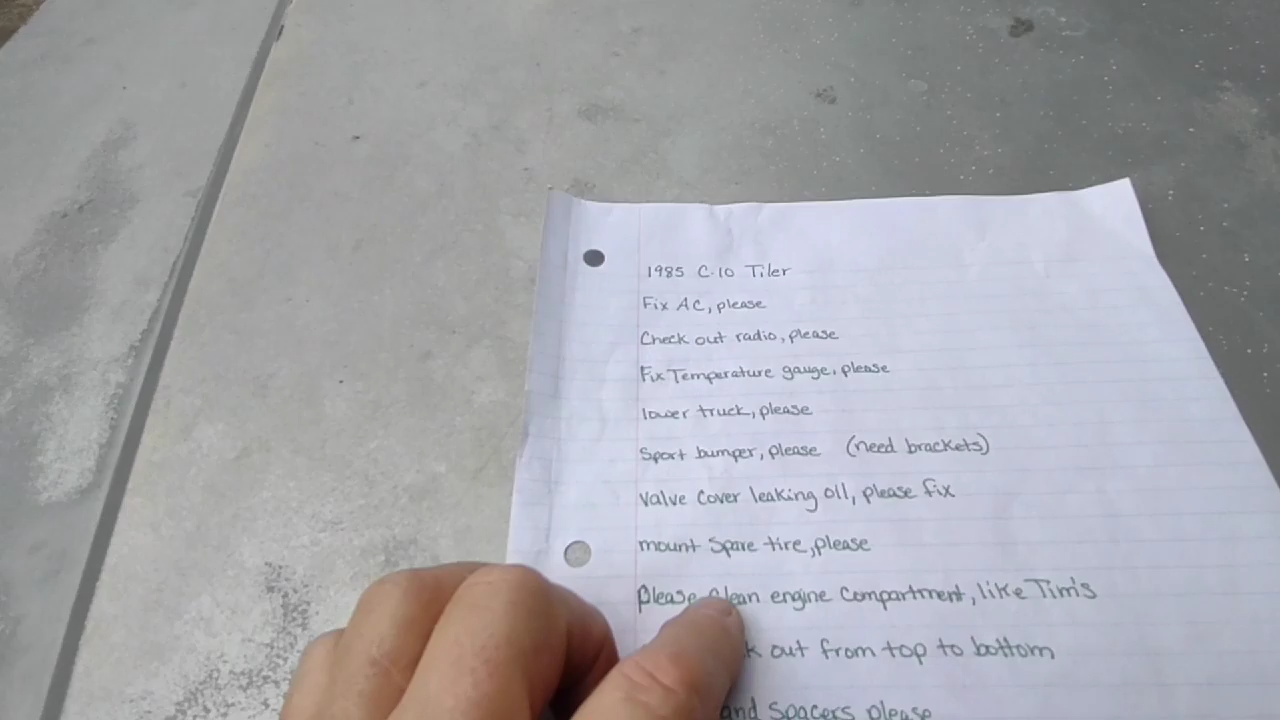 1985 C-10 Tiler
Fix AC, please
Check out radio, please
Fix Temperature gauge, please
lower truck, please
Sport bumper, please (need brackets)
Valve Cover leaking oil, please fix
mount Spare tire, please
please clean engine Compartment, like Tim's
out from top to bottom
and Spacers please